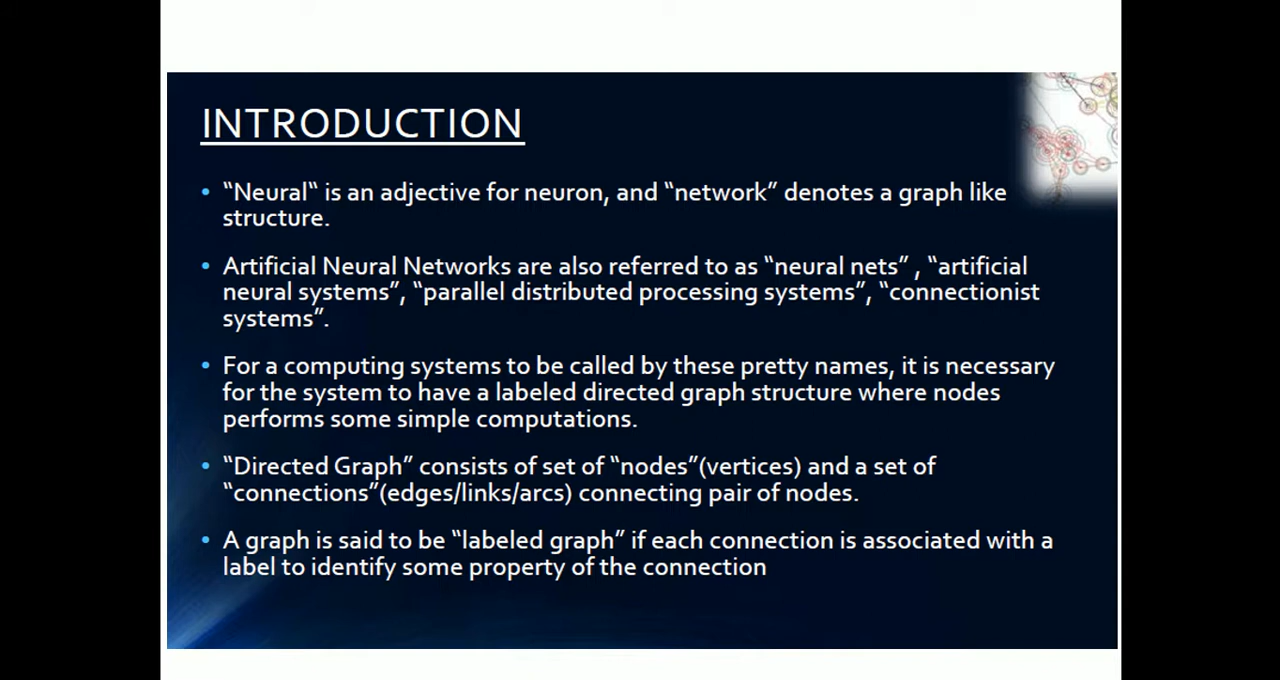 INTRODUCTION
• “Neural“ is an adjective for neuron, and “network” denotes a graph like
structure.
• Artificial Neural Networks are also referred to as “neural nets” , “artificial
neural systems”, “parallel distributed processing systems”, “connectionist
systems”.
• For a computing systems to be called by these pretty names, it is necessary
for the system to have a labeled directed graph structure where nodes
performs some simple computations.
• “Directed Graph” consists of set of “nodes”(vertices) and a set of
“connections”(edges/links/arcs) connecting pair of nodes.
• A graph is said to be “labeled graph” if each connection is associated with a
label to identify some property of the connection